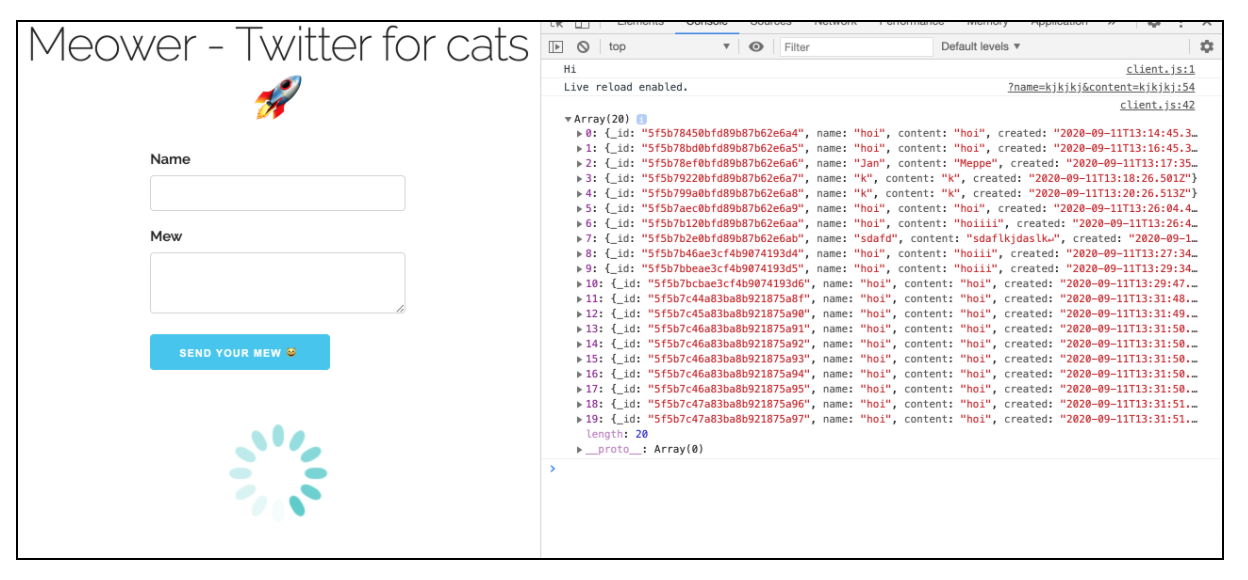 Meower - Twitter for cats
🚀
Name
Mew
SEND YOUR MEW 😸
Elements Console Sources Network Performance Memory Application »
top ▼ Filter Default levels ▼
Hi client.js:1
Live reload enabled. ?name=kjkjkj&content=kjkjkj:54
client.js:42
▼Array(20)
▶0: {_id: "5f5b78450bfd89b87b62e6a4", name: "hoi", content: "hoi", created: "2020-09-11T13:14:45.3…
▶1: {_id: "5f5b78bd0bfd89b87b62e6a5", name: "hoi", content: "hoi", created: "2020-09-11T13:16:45.3…
▶2: {_id: "5f5b78ef0bfd89b87b62e6a6", name: "Jan", content: "Meppe", created: "2020-09-11T13:17:35…
▶3: {_id: "5f5b79220bfd89b87b62e6a7", name: "k", content: "k", created: "2020-09-11T13:18:26.501Z"}
▶4: {_id: "5f5b799a0bfd89b87b62e6a8", name: "k", content: "k", created: "2020-09-11T13:20:26.513Z"}
▶5: {_id: "5f5b7aec0bfd89b87b62e6a9", name: "hoi", content: "hoi", created: "2020-09-11T13:26:04.4…
▶6: {_id: "5f5b7b120bfd89b87b62e6aa", name: "hoi", content: "hoiiii", created: "2020-09-11T13:26:4…
▶7: {_id: "5f5b7b2e0bfd89b87b62e6ab", name: "sdafd", content: "sdaflkjdaslk↵", created: "2020-09-1…
▶8: {_id: "5f5b7b46ae3cf4b9074193d4", name: "hoi", content: "hoiii", created: "2020-09-11T13:27:34…
▶9: {_id: "5f5b7bbeae3cf4b9074193d5", name: "hoi", content: "hoiii", created: "2020-09-11T13:29:34…
▶10: {_id: "5f5b7bcbae3cf4b9074193d6", name: "hoi", content: "hoi", created: "2020-09-11T13:29:47.…
▶11: {_id: "5f5b7c44a83ba8b921875a8f", name: "hoi", content: "hoi", created: "2020-09-11T13:31:48.…
▶12: {_id: "5f5b7c45a83ba8b921875a90", name: "hoi", content: "hoi", created: "2020-09-11T13:31:49.…
▶13: {_id: "5f5b7c46a83ba8b921875a91", name: "hoi", content: "hoi", created: "2020-09-11T13:31:50.…
▶14: {_id: "5f5b7c46a83ba8b921875a92", name: "hoi", content: "hoi", created: "2020-09-11T13:31:50.…
▶15: {_id: "5f5b7c46a83ba8b921875a93", name: "hoi", content: "hoi", created: "2020-09-11T13:31:50.…
▶16: {_id: "5f5b7c46a83ba8b921875a94", name: "hoi", content: "hoi", created: "2020-09-11T13:31:50.…
▶17: {_id: "5f5b7c46a83ba8b921875a95", name: "hoi", content: "hoi", created: "2020-09-11T13:31:50.…
▶18: {_id: "5f5b7c47a83ba8b921875a96", name: "hoi", content: "hoi", created: "2020-09-11T13:31:51.…
▶19: {_id: "5f5b7c47a83ba8b921875a97", name: "hoi", content: "hoi", created: "2020-09-11T13:31:51.…
length: 20
▶__proto__: Array(0)